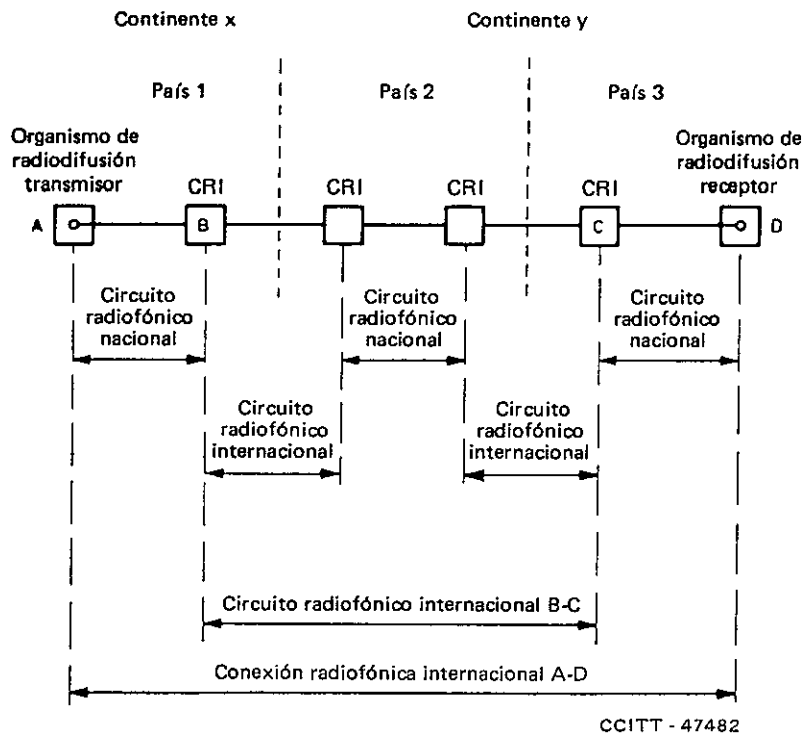 Continente x
Continente y
País 1
País 2
País 3
Organismo de
radiodifusión
transmisor
Organismo de
radiodifusión
receptor
CRI
CRI
CRI
CRI
A
B
C
D
Circuito
radiofónico
nacional
Circuito
radiofónico
nacional
Circuito
radiofónico
nacional
Circuito
radiofónico
internacional
Circuito
radiofónico
internacional
Circuito radiofónico internacional B-C
Conexión radiofónica internacional A-D
CCITT - 47482